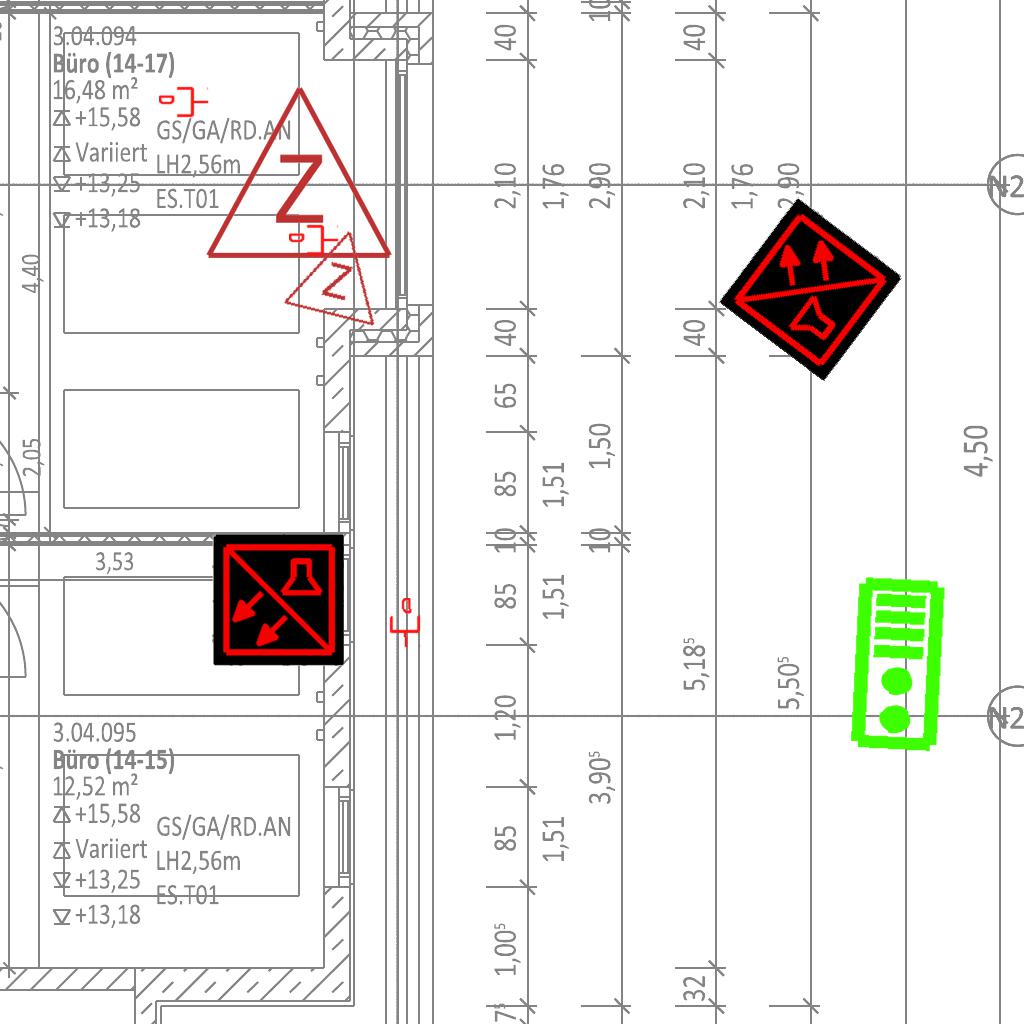 3.04.094
Büro (14-17)
16,48 m²
+15,58
Variiert
+13,25
+13,18
GS/GA/RD.AN
LH2,56m
ES.T01
Z
Z
4,40
2,05
3,53
3.04.095
Büro (14-15)
12,52 m²
+15,58
Variiert
+13,25
+13,18
GS/GA/RD.AN
LH2,56m
ES.T01
40
2,10
40
65
85
10
85
1,20
85
1,00⁵
7⁵
1,76
1,51
1,51
1,51
10
2,90
1,50
10
3,90⁵
40
2,10
40
5,18⁵
32
1,76
2,90
5,50⁵
4,50
N2
N2